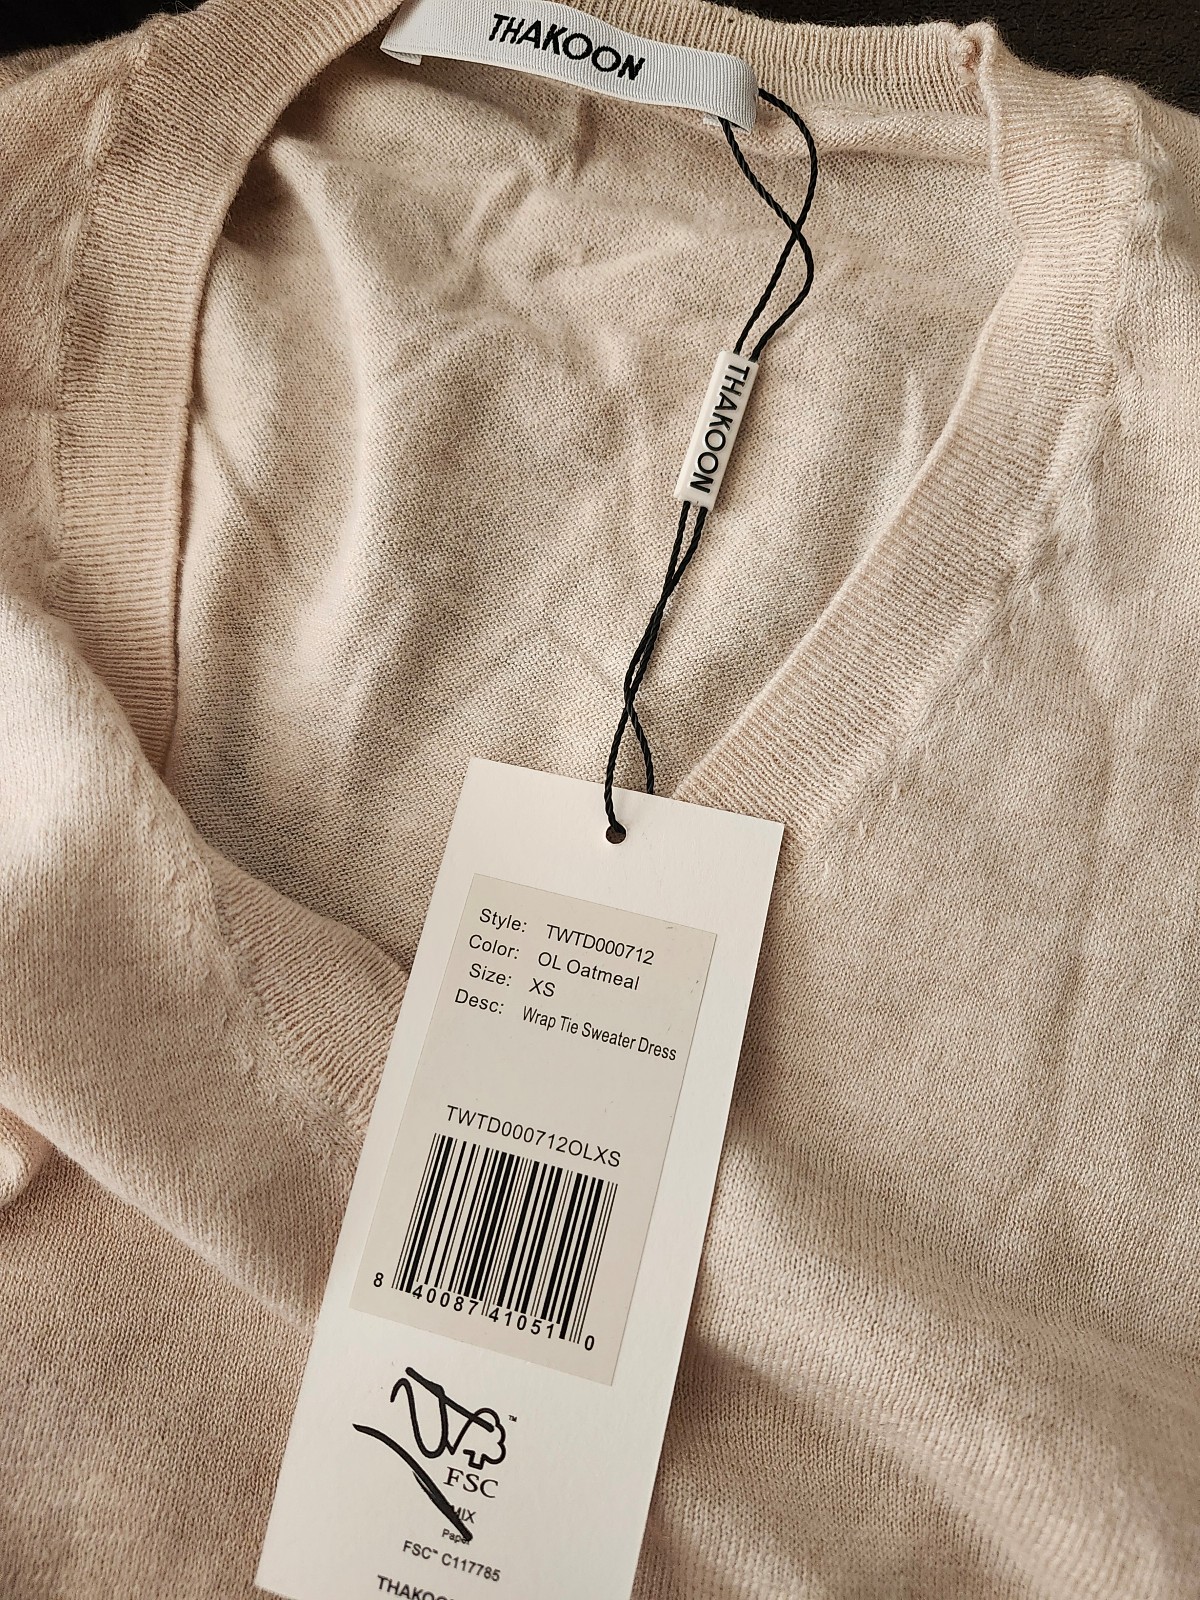 THAKOON
THAKOON
Style: TWTD000712
Color: OL Oatmeal
Size: XS
Desc: Wrap Tie Sweater Dress
TWTD000712OLXS
8 40087 41051 0
™
FSC
MIX
Paper
FSC™ C117785